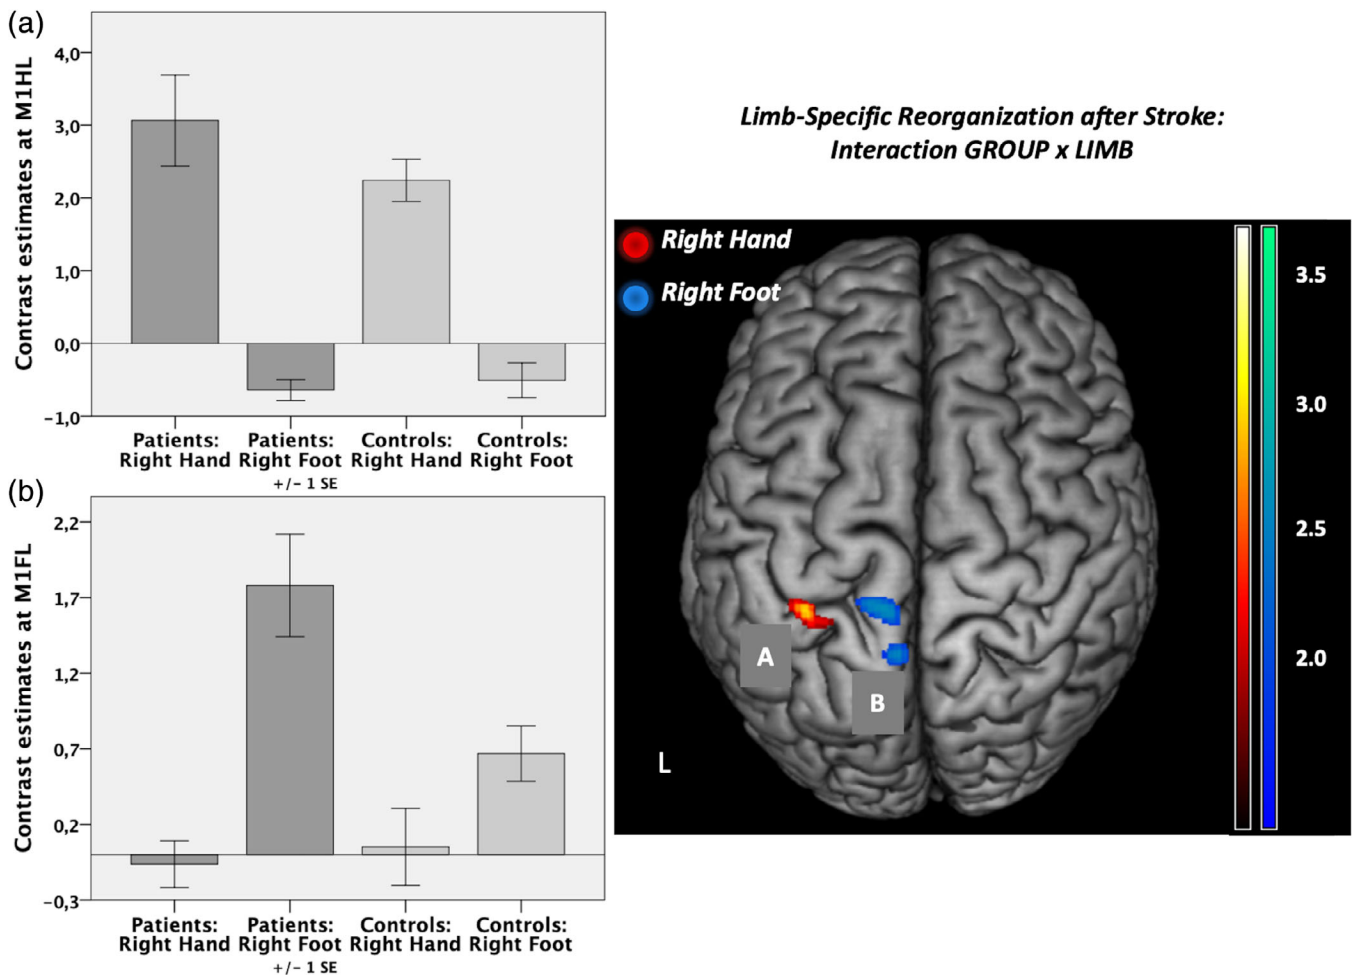 (a)
Contrast estimates at M1HL
4,0
3,0
2,0
1,0
0,0
−1,0
Patients: Right Hand
Patients: Right Foot
Controls: Right Hand
Controls: Right Foot
+/− 1 SE
(b)
Contrast estimates at M1FL
2,2
1,7
1,2
0,7
0,2
−0,3
Patients: Right Hand
Patients: Right Foot
Controls: Right Hand
Controls: Right Foot
+/− 1 SE
Limb-Specific Reorganization after Stroke:
Interaction GROUP x LIMB
Right Hand
Right Foot
3.5
3.0
2.5
2.0
A
B
L